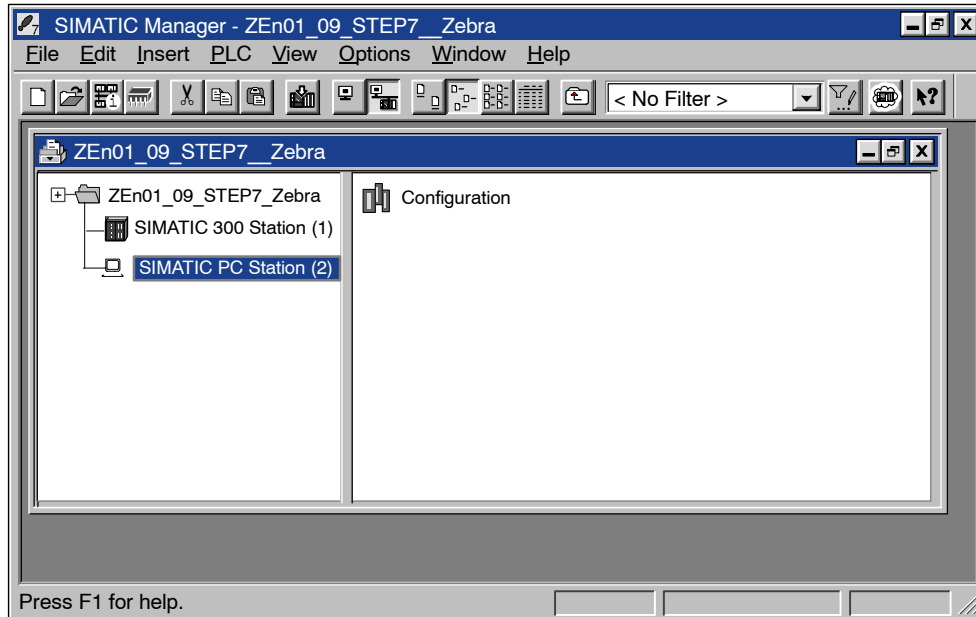 SIMATIC Manager - ZEn01_09_STEP7__Zebra
File Edit Insert PLC View Options Window Help
< No Filter >
ZEn01_09_STEP7__Zebra
ZEn01_09_STEP7_Zebra
SIMATIC 300 Station (1)
SIMATIC PC Station (2)
Configuration
Press F1 for help.